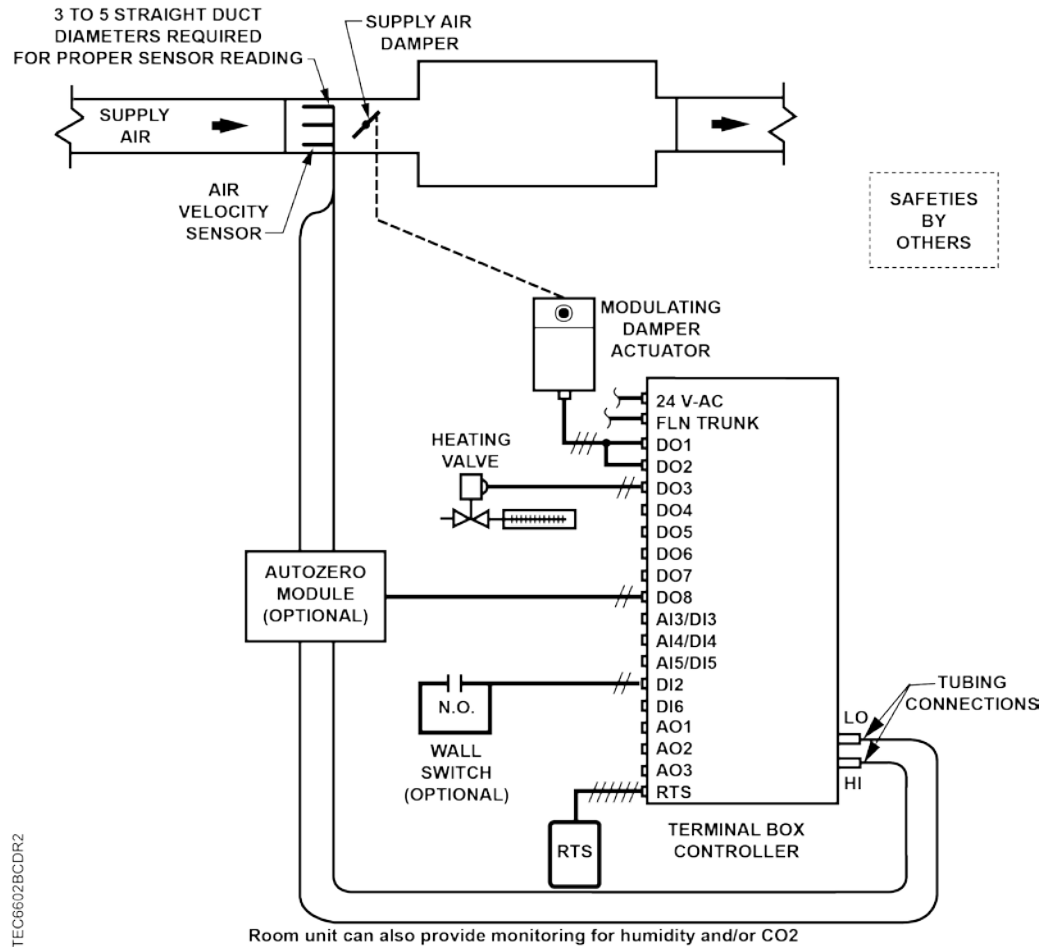 3 TO 5 STRAIGHT DUCT
DIAMETERS REQUIRED
FOR PROPER SENSOR READING
SUPPLY AIR
DAMPER
SUPPLY
AIR
AIR
VELOCITY
SENSOR
SAFETIES
BY
OTHERS
MODULATING
DAMPER
ACTUATOR
24 V-AC
FLN TRUNK
DO1
DO2
DO3
DO4
DO5
DO6
DO7
DO8
AI3/DI3
AI4/DI4
AI5/DI5
DI2
DI6
AO1
AO2
AO3
RTS
HEATING
VALVE
AUTOZERO
MODULE
(OPTIONAL)
N.O.
WALL
SWITCH
(OPTIONAL)
TUBING
CONNECTIONS
LO
HI
RTS
TERMINAL BOX
CONTROLLER
TEC6602BCDR2
Room unit can also provide monitoring for humidity and/or CO2